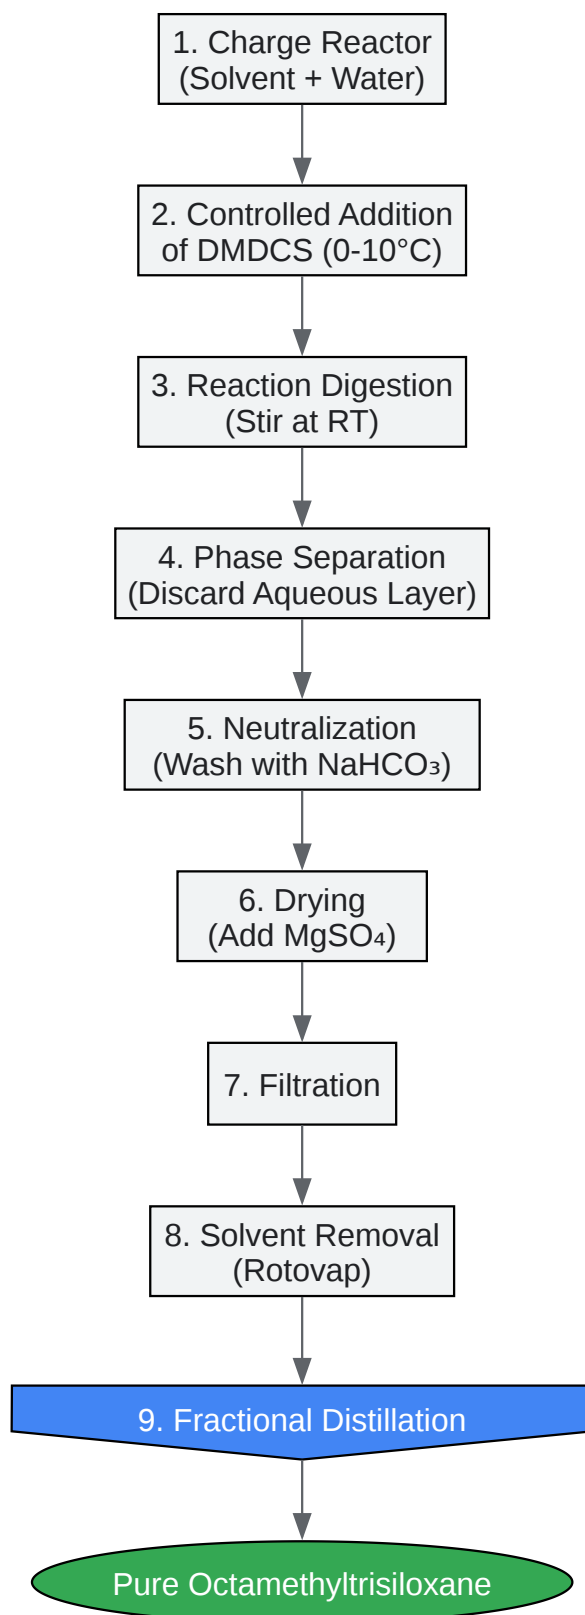 1. Charge Reactor
(Solvent + Water)
2. Controlled Addition
of DMDCS (0-10°C)
3. Reaction Digestion
(Stir at RT)
4. Phase Separation
(Discard Aqueous Layer)
5. Neutralization
(Wash with NaHCO₃)
6. Drying
(Add MgSO₄)
7. Filtration
8. Solvent Removal
(Rotovap)
9. Fractional Distillation
Pure Octamethyltrisiloxane